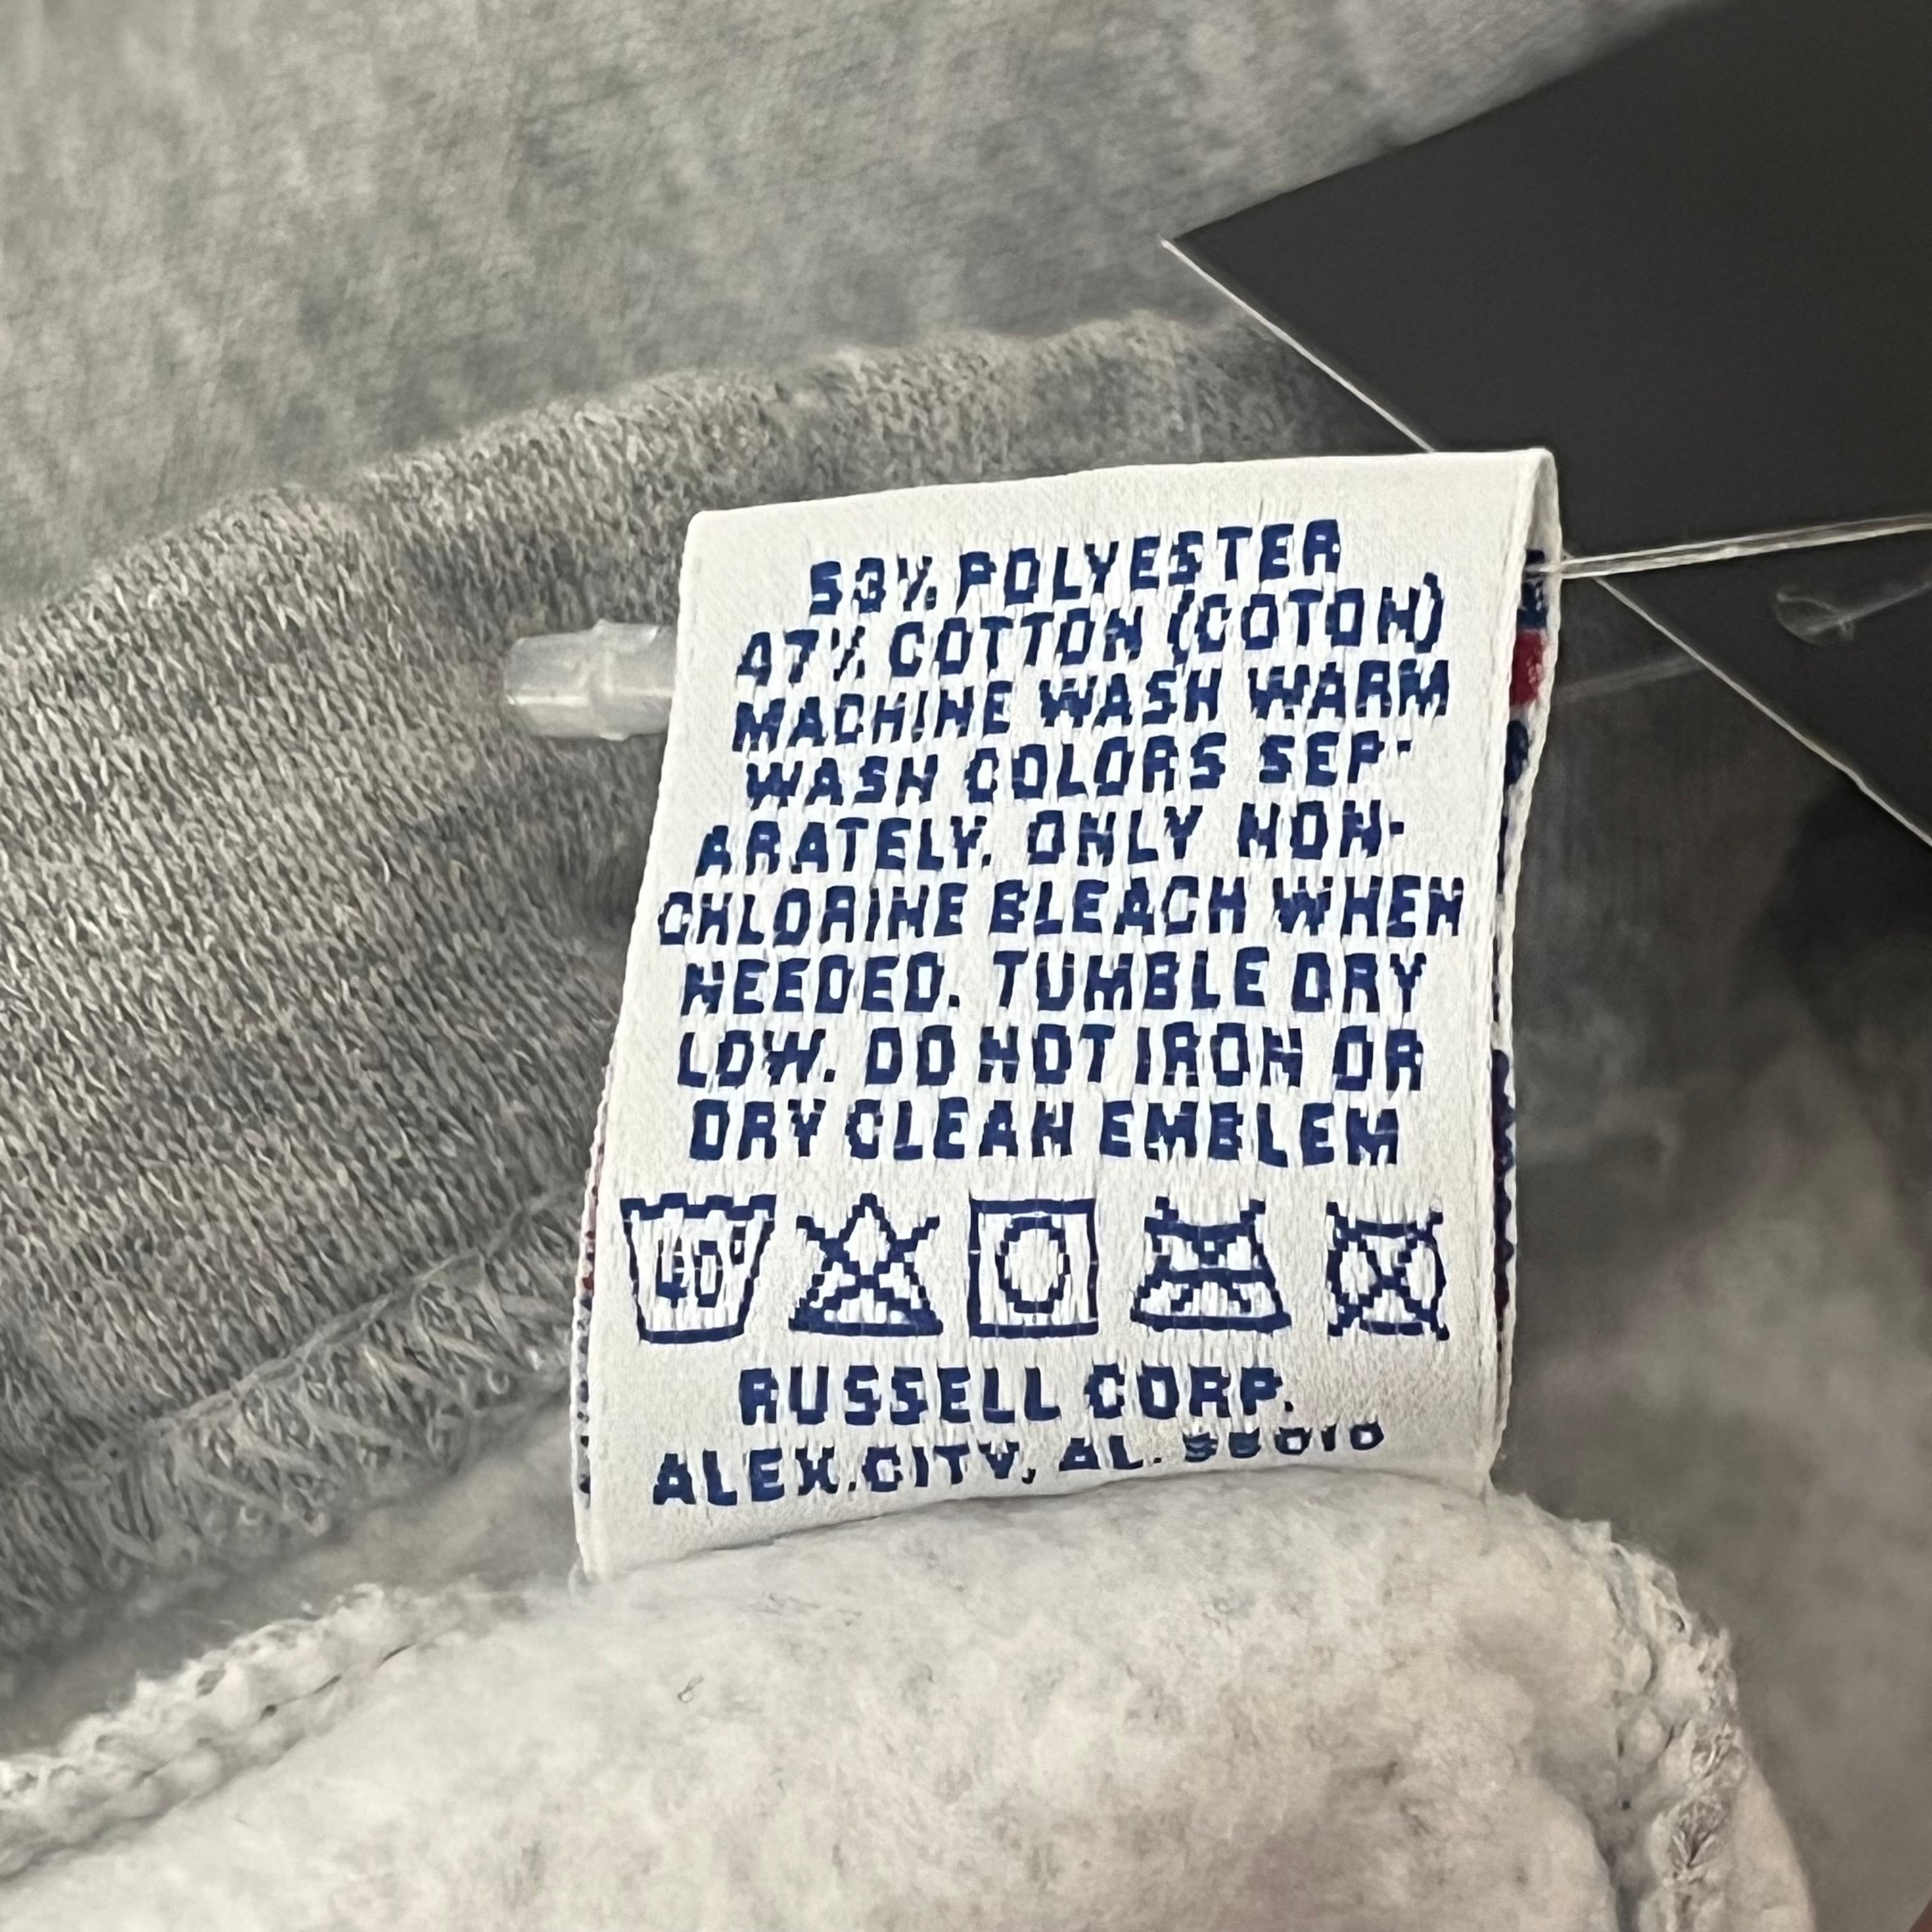 53% POLYESTER
47% COTTON (COTON)
MACHINE WASH WARM
WASH COLORS SEP-
ARATELY. ONLY NON-
CHLORINE BLEACH WHEN
NEEDED. TUMBLE DRY
LOW. DO NOT IRON OR
DRY CLEAN EMBLEM
40°
RUSSELL CORP.
ALEX.CITY, AL.